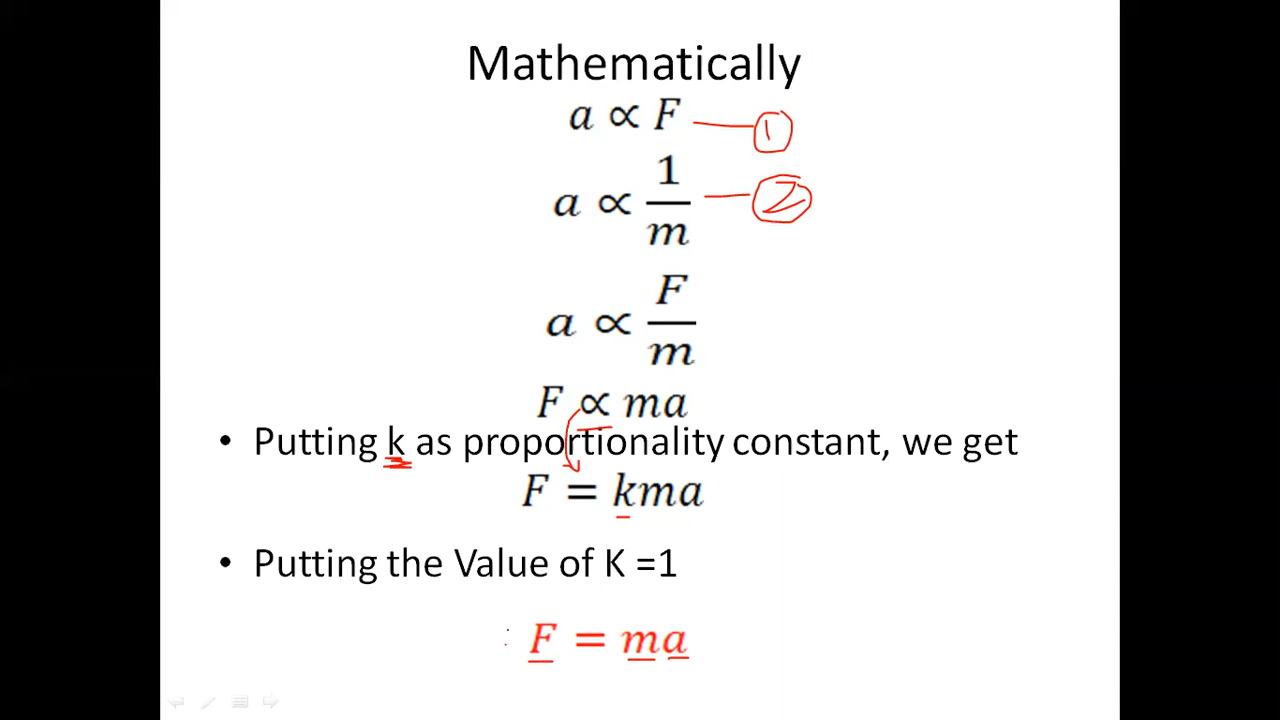 Mathematically
a ∝ F — ①
a ∝ 1/m — ②
a ∝ F/m
F ∝ ma
• Putting k as proportionality constant, we get
F = kma
• Putting the Value of K =1
F = ma